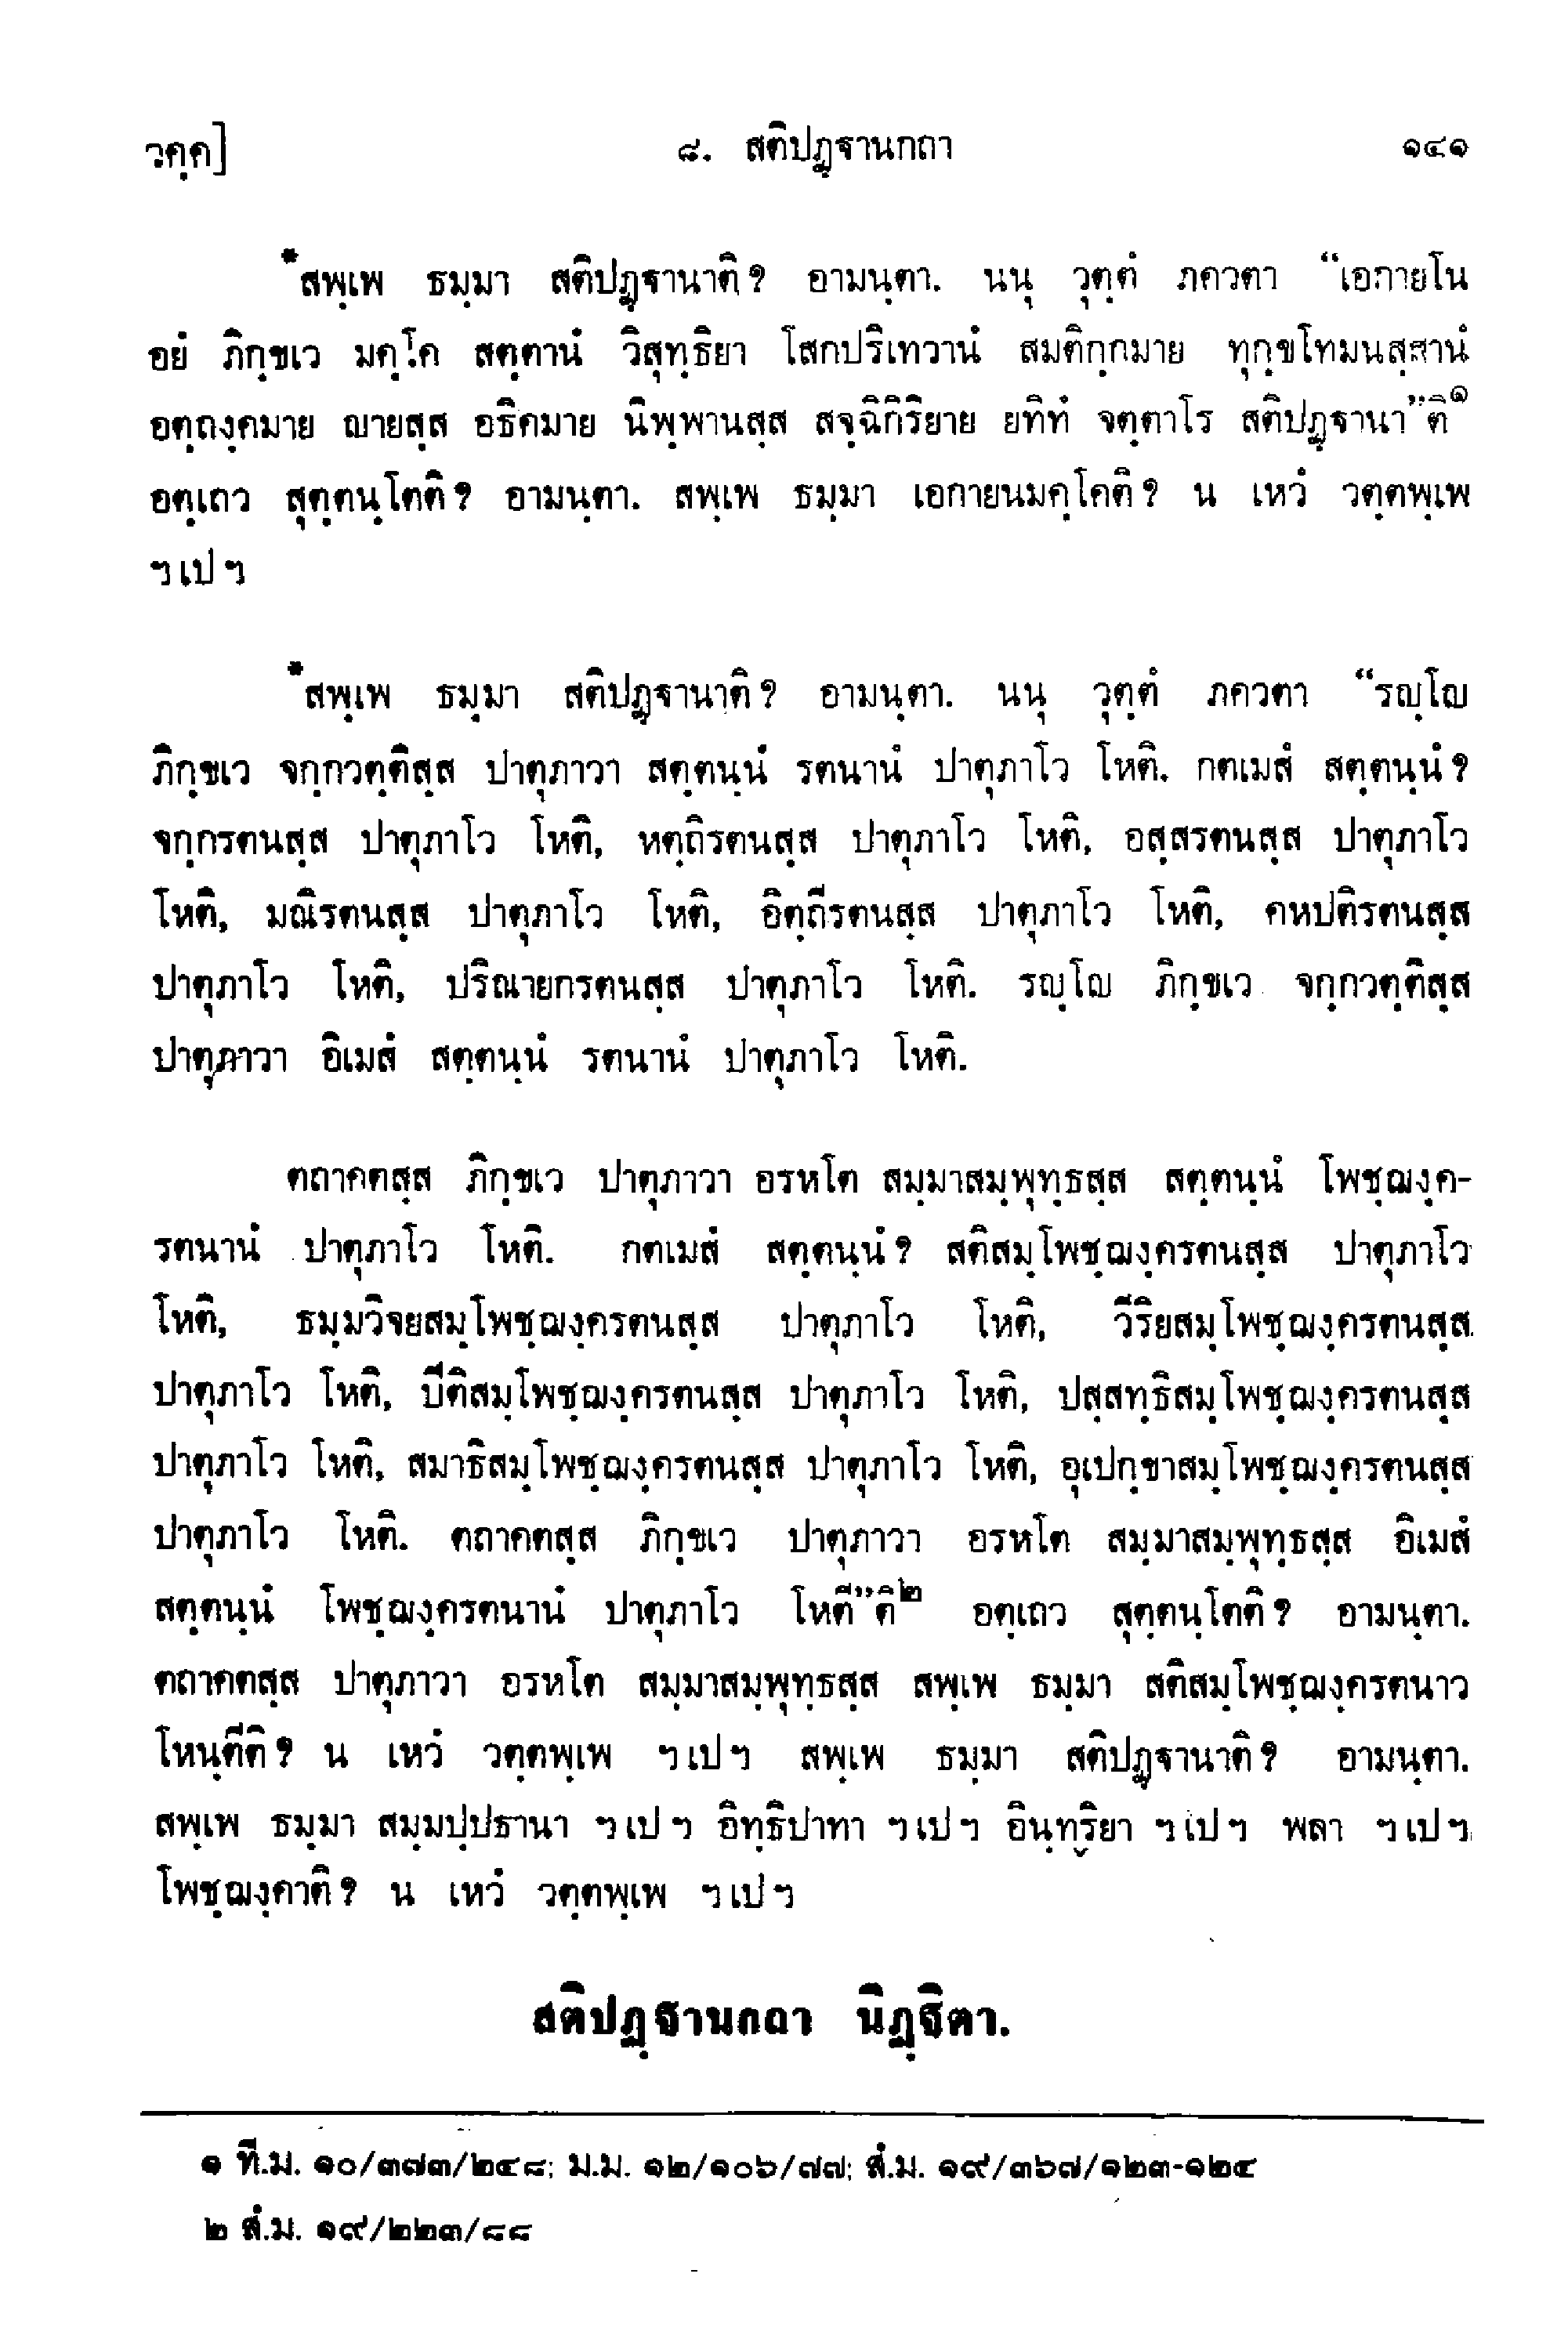 วคฺค]
๘. สติปฏฺฐานกถา
๑๔๑
*สพฺเพ ธมฺมา สติปฏฺฐานาติ? อามนฺตา. นนุ วุตฺตํ ภควตา “เอกายโน
อยํ ภิกฺขเว มคฺโค สตฺตานํ วิสุทฺธิยา โสกปริเทวานํ สมติกฺกมาย ทุกฺขโทมนสฺสานํ
อตฺถงฺคมาย ญายสฺส อธิคมาย นิพฺพานสฺส สจฺฉิกิริยาย ยทิทํ จตฺตาโร สติปฏฺฐานา”ติ๑
อตฺเถว สุตฺตนฺโตติ? อามนฺตา. สพฺเพ ธมฺมา เอกายนมคฺโคติ? น เหวํ วตฺตพฺเพ
ฯเปฯ
*สพฺเพ ธมฺมา สติปฏฺฐานาติ? อามนฺตา. นนุ วุตฺตํ ภควตา “รญฺโญ
ภิกฺขเว จกฺกวตฺติสฺส ปาตุภาวา สตฺตนฺนํ รตนานํ ปาตุภาโว โหติ. กตเมสํ สตฺตนฺนํ?
จกฺกรตนสฺส ปาตุภาโว โหติ, หตฺถิรตนสฺส ปาตุภาโว โหติ, อสฺสรตนสฺส ปาตุภาโว
โหติ, มณิรตนสฺส ปาตุภาโว โหติ, อิตฺถีรตนสฺส ปาตุภาโว โหติ, คหปติรตนสฺส
ปาตุภาโว โหติ, ปริณายกรตนสฺส ปาตุภาโว โหติ. รญฺโญ ภิกฺขเว จกฺกวตฺติสฺส
ปาตุภาวา อิเมสํ สตฺตนฺนํ รตนานํ ปาตุภาโว โหติ.
ตถาคตสฺส ภิกฺขเว ปาตุภาวา อรหโต สมฺมาสมฺพุทฺธสฺส สตฺตนฺนํ โพชฺฌงฺค-
รตนานํ ปาตุภาโว โหติ. กตเมสํ สตฺตนฺนํ? สติสมฺโพชฺฌงฺครตนสฺส ปาตุภาโว
โหติ, ธมฺมวิจยสมฺโพชฺฌงฺครตนสฺส ปาตุภาโว โหติ, วีริยสมฺโพชฺฌงฺครตนสฺส
ปาตุภาโว โหติ, ปีติสมฺโพชฺฌงฺครตนสฺส ปาตุภาโว โหติ, ปสฺสทฺธิสมฺโพชฺฌงฺครตนสฺส
ปาตุภาโว โหติ, สมาธิสมฺโพชฺฌงฺครตนสฺส ปาตุภาโว โหติ, อุเปกฺขาสมฺโพชฺฌงฺครตนสฺส
ปาตุภาโว โหติ. ตถาคตสฺส ภิกฺขเว ปาตุภาวา อรหโต สมฺมาสมฺพุทฺธสฺส อิเมสํ
สตฺตนฺนํ โพชฺฌงฺครตนานํ ปาตุภาโว โหตี”ติ๒ อตฺเถว สุตฺตนฺโตติ? อามนฺตา.
ตถาคตสฺส ปาตุภาวา อรหโต สมฺมาสมฺพุทฺธสฺส สพฺเพ ธมฺมา สติสมฺโพชฺฌงฺครตนาว
โหนฺตีติ? น เหวํ วตฺตพฺเพ ฯเปฯ สพฺเพ ธมฺมา สติปฏฺฐานาติ? อามนฺตา.
สพฺเพ ธมฺมา สมฺมปฺปธานา ฯเปฯ อิทฺธิปาทา ฯเปฯ อินฺทฺริยา ฯเปฯ พลา ฯเปฯ
โพชฺฌงฺคาติ? น เหวํ วตฺตพฺเพ ฯเปฯ
สติปฏฺฐานกถา นิฏฺฐิตา.
๑ ที.ม. ๑๐/๓๗๓/๒๔๘; ม.ม. ๑๒/๑๐๖/๗๗; สํ.ม. ๑๙/๓๖๗/๑๒๓-๑๒๔
๒ สํ.ม. ๑๙/๒๒๓/๘๘